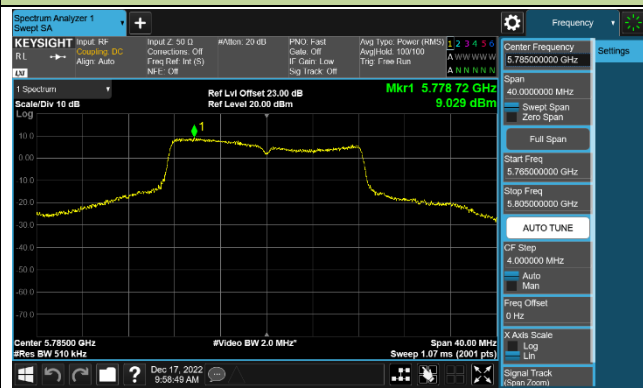 Spectrum Analyzer 1
Swept SA
Frequency
KEYSIGHT
RL
LXI
Input: RF
Coupling: DC
Align: Auto
Input Z: 50 Ω
Corrections: Off
Freq Ref: Int (S)
NFE: Off
#Atten: 20 dB
PNO: Fast
Gate: Off
IF Gain: Low
Sig Track: Off
Avg Type: Power (RMS)
Avg|Hold: 100/100
Trig: Free Run
1 2 3 4 5 6
A W W W W W
A N N N N N
1 Spectrum
Scale/Div 10 dB
Log
Ref Lvl Offset 23.00 dB
Ref Level 20.00 dBm
Mkr1 5.778 72 GHz
9.029 dBm
1
10.0
0.00
-10.0
-20.0
-30.0
-40.0
-50.0
-60.0
-70.0
Center 5.78500 GHz
#Res BW 510 kHz
#Video BW 2.0 MHz*
Span 40.00 MHz
Sweep 1.07 ms (2001 pts)
Dec 17, 2022
9:58:49 AM
?
Center Frequency
5.785000000 GHz
Settings
Span
40.0000000 MHz
Swept Span
Zero Span
Full Span
Start Freq
5.765000000 GHz
Stop Freq
5.805000000 GHz
AUTO TUNE
CF Step
4.000000 MHz
Auto
Man
Freq Offset
0 Hz
X Axis Scale
Log
Lin
Signal Track
(Span Zoom)